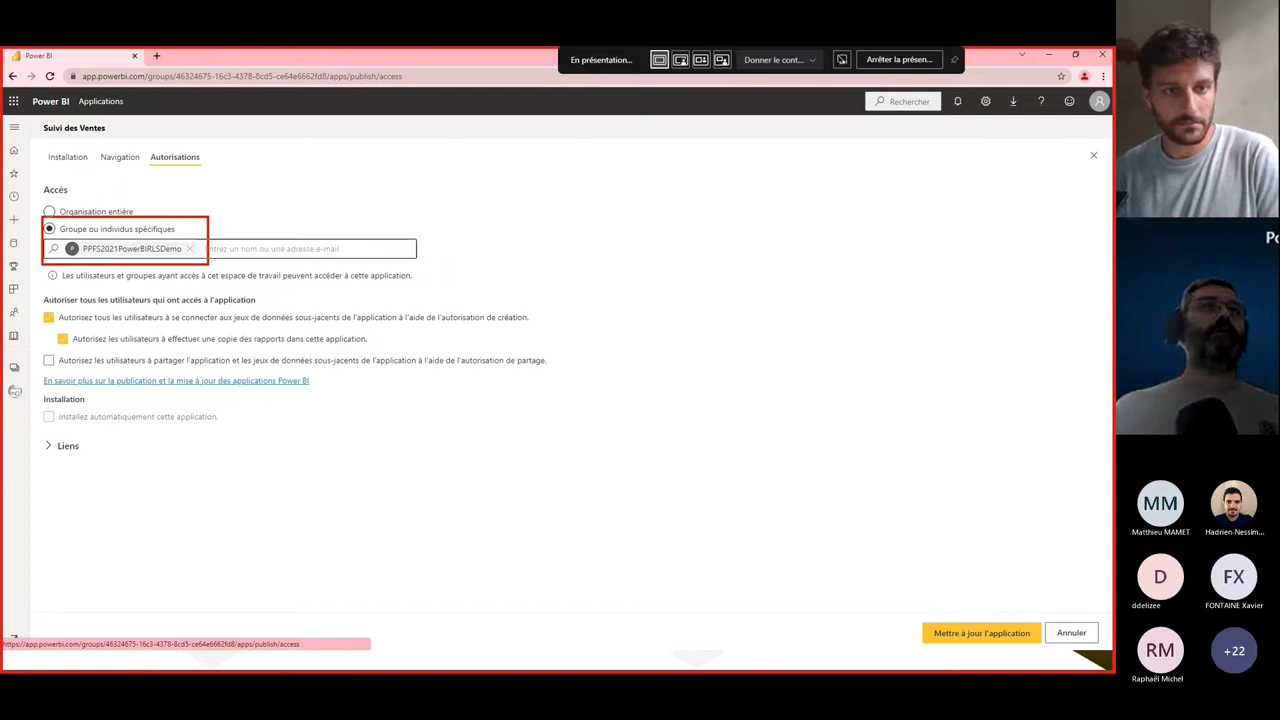 Power BI
En présentation...
Donner le cont...
Arrêter la présen...
app.powerbi.com/groups/46324675-16c3-4378-8cd5-ce64e6662fd8/apps/publish/access
Power BI Applications
Rechercher
Suivi des Ventes
Installation Navigation Autorisations
Accès
Organisation entière
Groupe ou individus spécifiques
P PPFS2021PowerBIRLSDemo ntrez un nom ou une adresse e-mail
Les utilisateurs et groupes ayant accès à cet espace de travail peuvent accéder à cette application.
Autoriser tous les utilisateurs qui ont accès à l'application
Autorisez tous les utilisateurs à se connecter aux jeux de données sous-jacents de l'application à l'aide de l'autorisation de création.
Autorisez les utilisateurs à effectuer une copie des rapports dans cette application.
Autorisez les utilisateurs à partager l'application et les jeux de données sous-jacents de l'application à l'aide de l'autorisation de partage.
En savoir plus sur la publication et la mise à jour des applications Power BI
Installation
Installez automatiquement cette application.
Liens
Mettre à jour l'application
Annuler
https://app.powerbi.com/groups/46324675-16c3-4378-8cd5-ce64e6662fd8/apps/publish/access
Po
MM
Matthieu MAMET
Hadrien-Nessim...
D
FX
ddelizee
FONTAINE Xavier
RM
+22
Raphaël Michel